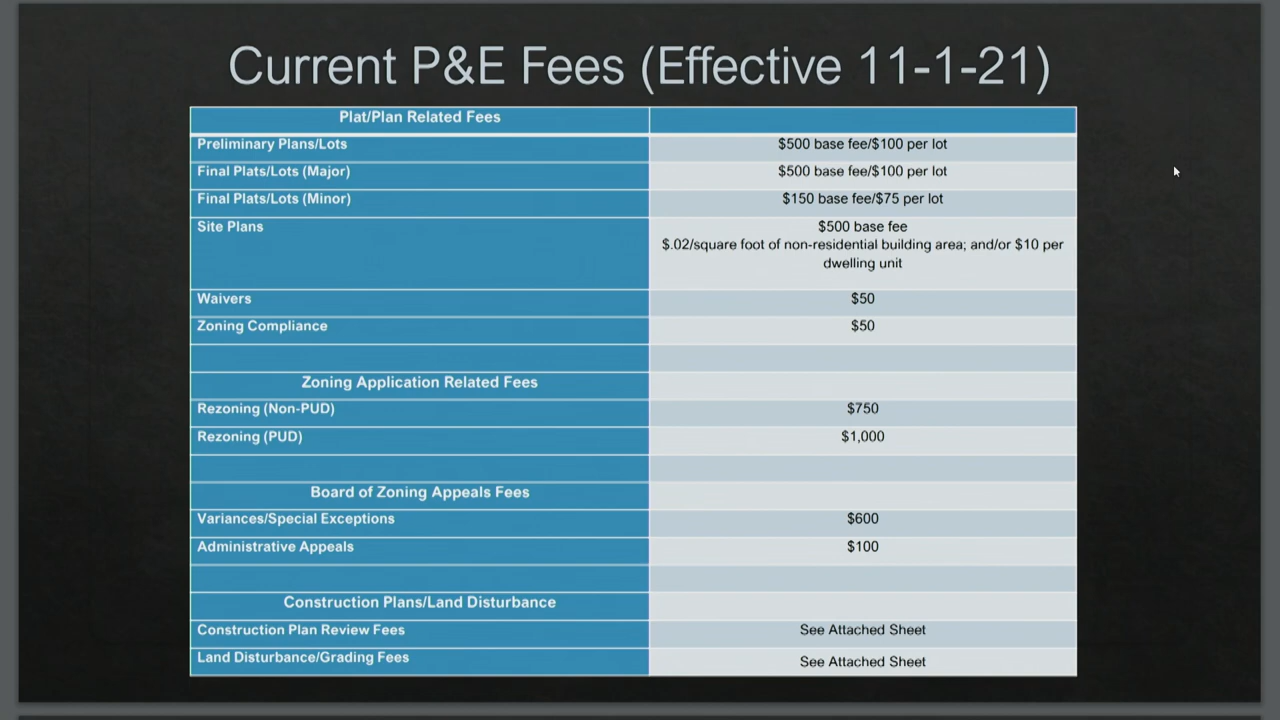 Current P&E Fees (Effective 11-1-21)
Plat/Plan Related Fees
Preliminary Plans/Lots $500 base fee/$100 per lot
Final Plats/Lots (Major) $500 base fee/$100 per lot
Final Plats/Lots (Minor) $150 base fee/$75 per lot
Site Plans $500 base fee
$.02/square foot of non-residential building area; and/or $10 per
dwelling unit
Waivers $50
Zoning Compliance $50
Zoning Application Related Fees
Rezoning (Non-PUD) $750
Rezoning (PUD) $1,000
Board of Zoning Appeals Fees
Variances/Special Exceptions $600
Administrative Appeals $100
Construction Plans/Land Disturbance
Construction Plan Review Fees See Attached Sheet
Land Disturbance/Grading Fees See Attached Sheet